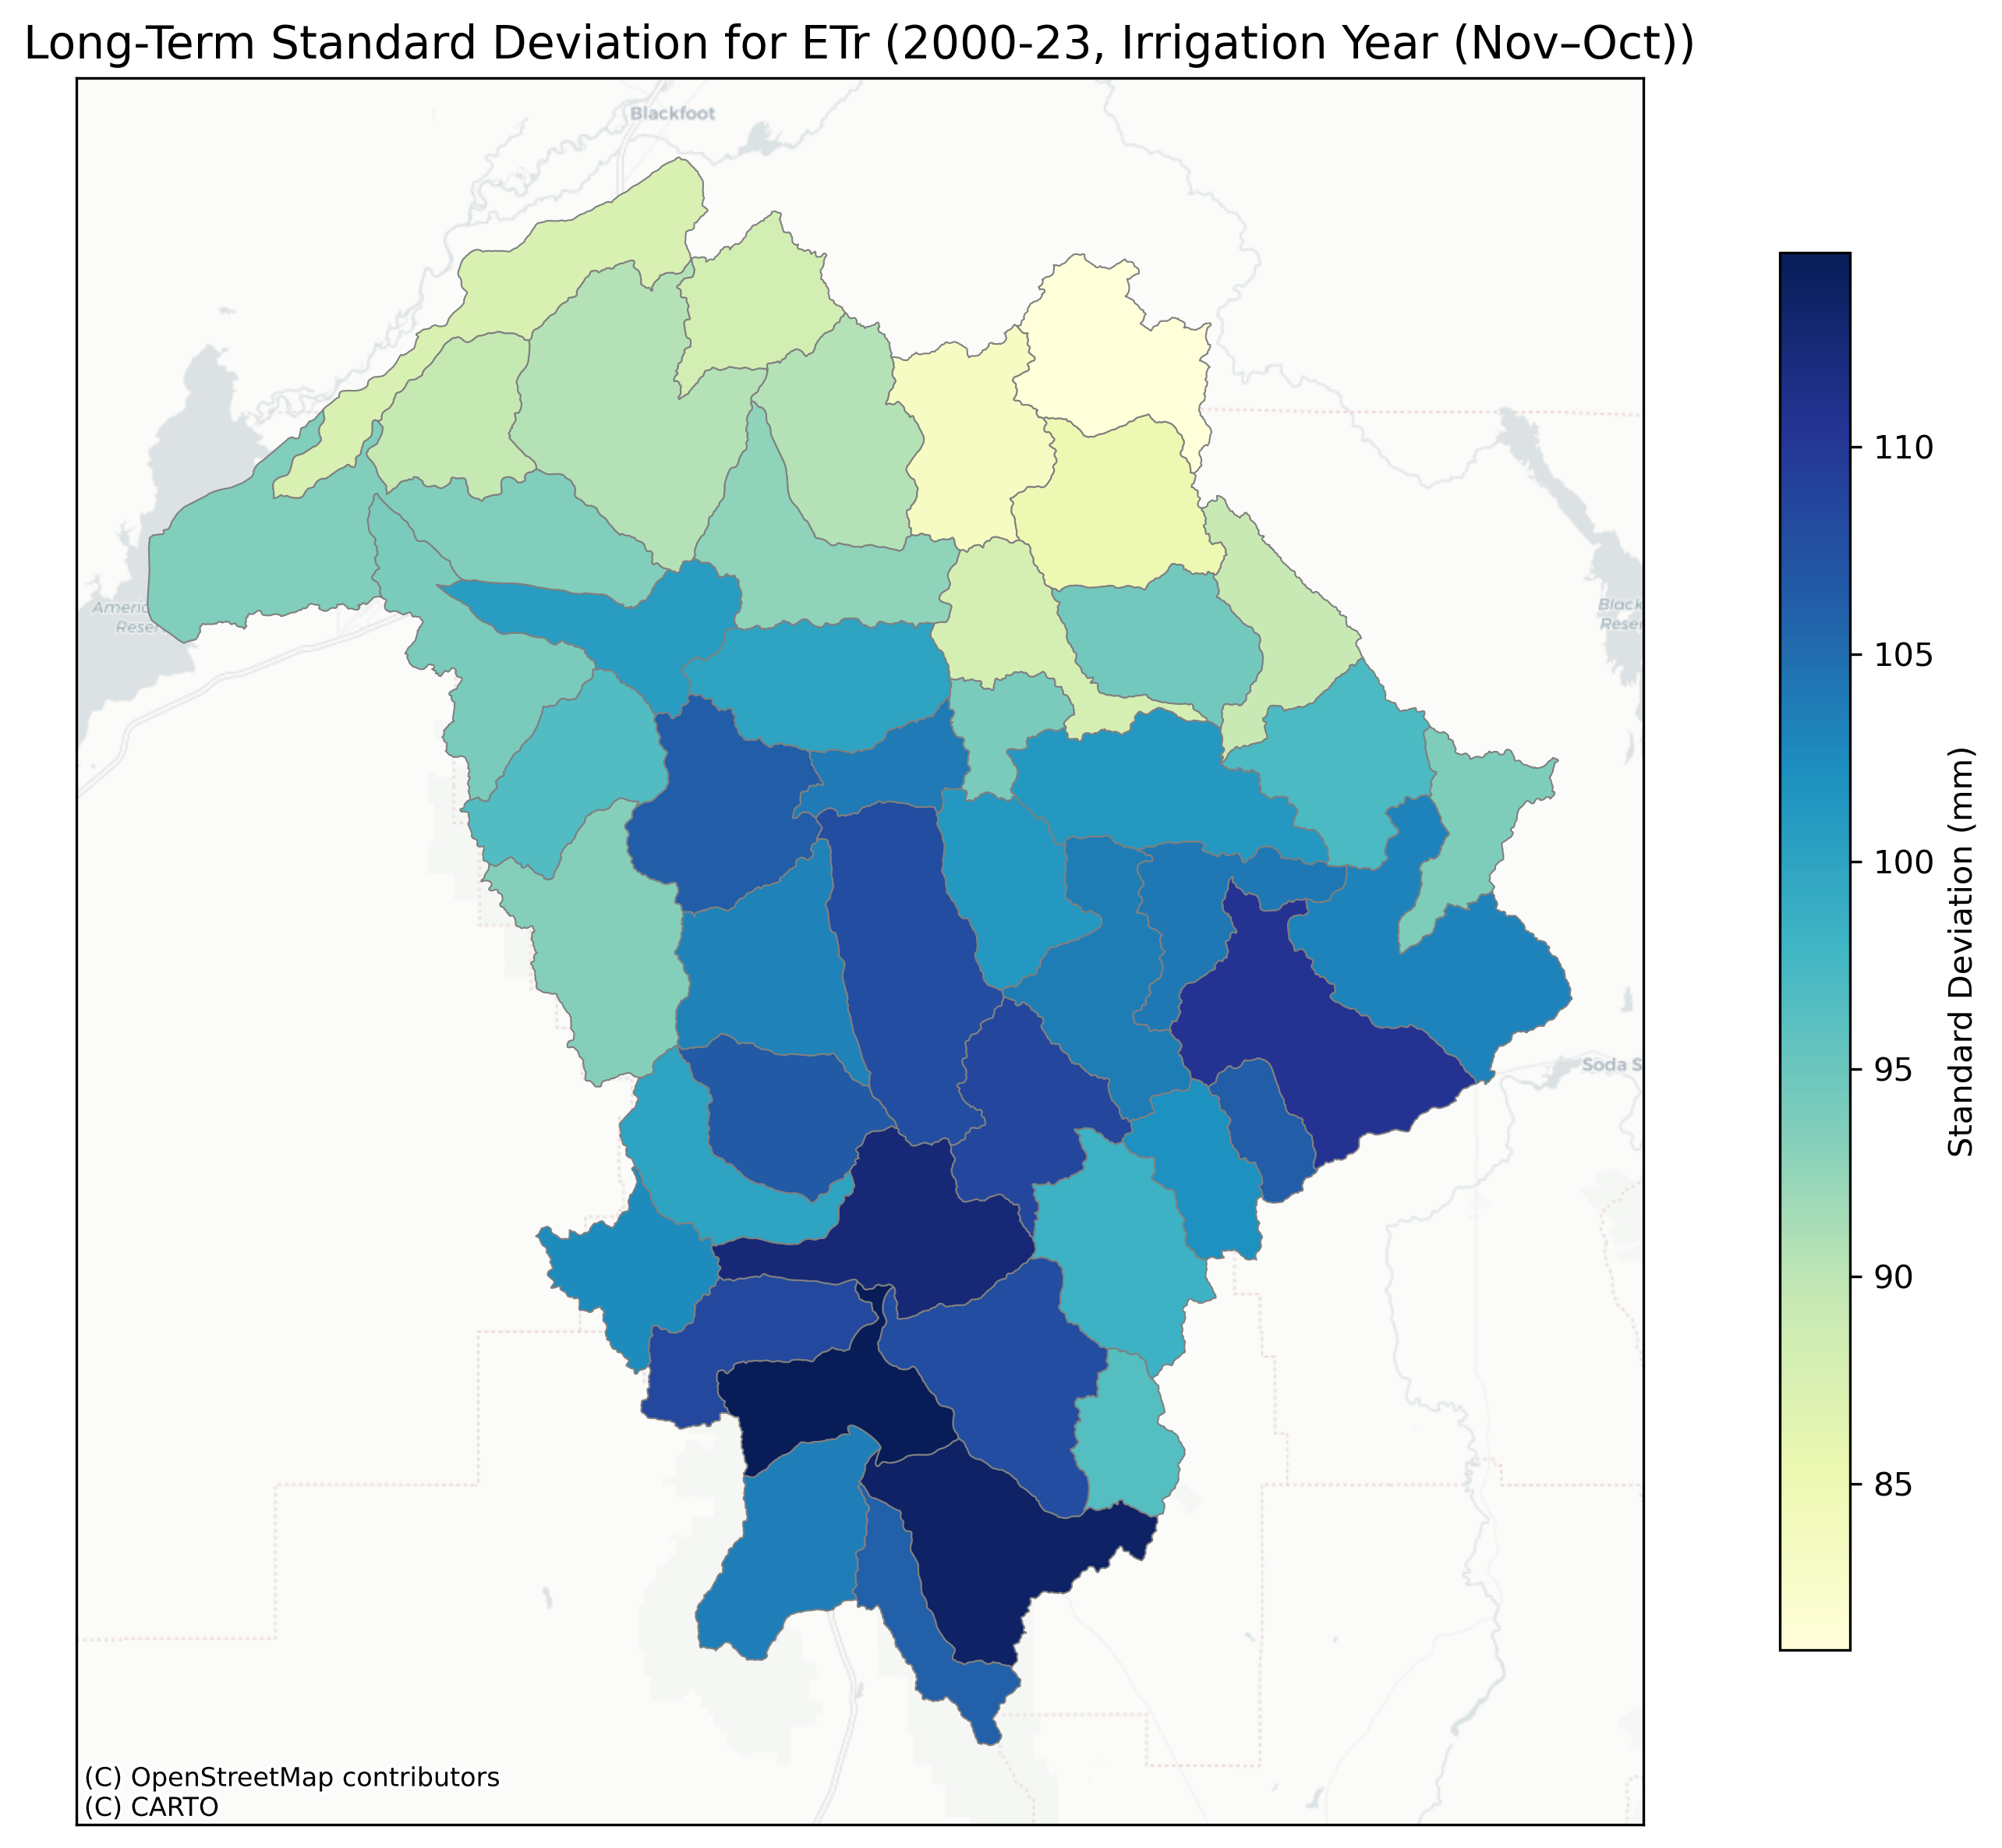 Long-Term Standard Deviation for ETr (2000-23, Irrigation Year (Nov–Oct))
Blackfoot
110
105
Black
Reser
Reser
100
Standard Deviation (mm)
95
Soda S
90
85
(C) OpenStreetMap contributors
(C) CARTO